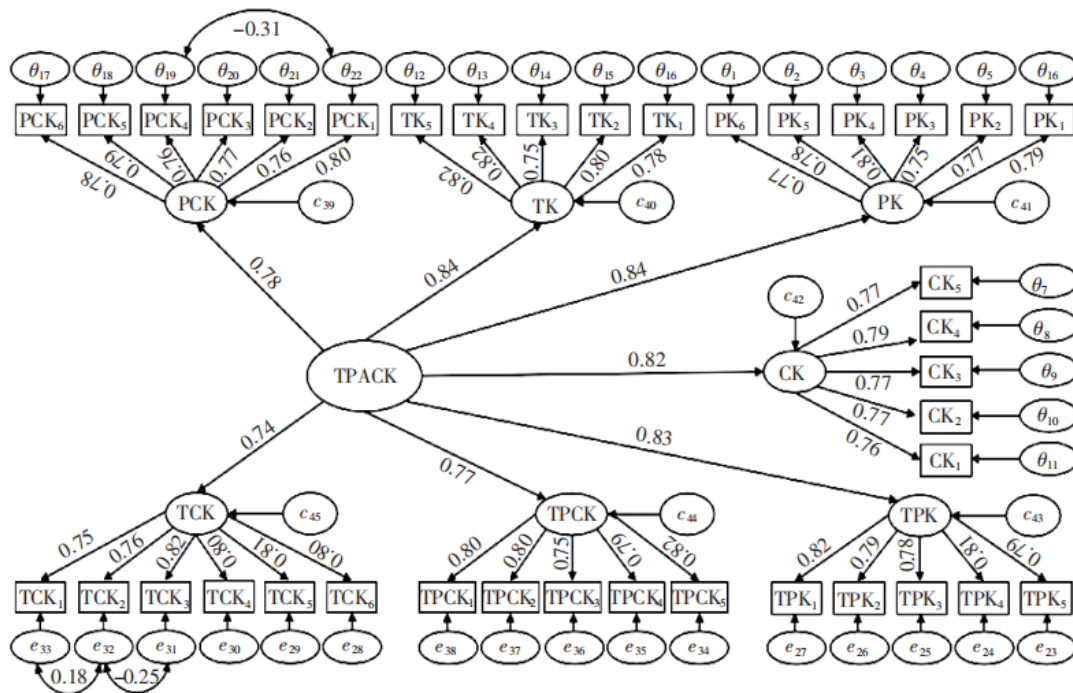 −0.31
θ17 θ18 θ19 θ20 θ21 θ22 θ12 θ13 θ14 θ15 θ16 θ1 θ2 θ3 θ4 θ5 θ16
PCK6 PCK5 PCK4 PCK3 PCK2 PCK1 TK5 TK4 TK3 TK2 TK1 PK6 PK5 PK4 PK3 PK2 PK1
0.78 0.79 0.76 0.77 0.76 0.80 0.82 0.82 0.75 0.80 0.78 0.77 0.78 0.81 0.75 0.77 0.79
PCK c39 TK c40 PK c41
0.78 0.84 0.84
c42 0.77 CK5 θ7
0.79 CK4 θ8
TPACK 0.82 CK 0.77 CK3 θ9
0.77 CK2 θ10
0.76 CK1 θ11
0.74 0.77 0.83
TCK c45 TPCK c44 TPK c43
0.75 0.76 0.82 0.80 0.81 0.80 0.80 0.80 0.75 0.79 0.82 0.82 0.79 0.78 0.81 0.79
TCK1 TCK2 TCK3 TCK4 TCK5 TCK6 TPCK1 TPCK2 TPCK3 TPCK4 TPCK5 TPK1 TPK2 TPK3 TPK4 TPK5
e33 e32 e31 e30 e29 e28 e38 e37 e36 e35 e34 e27 e26 e25 e24 e23
0.18 −0.25